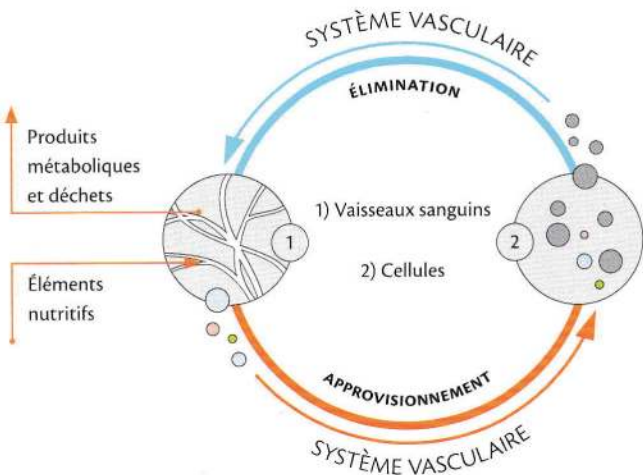 SYSTÈME VASCULAIRE
ÉLIMINATION
Produits
métaboliques
et déchets
1) Vaisseaux sanguins
1
2
2) Cellules
Éléments
nutritifs
APPROVISIONNEMENT
SYSTÈME VASCULAIRE